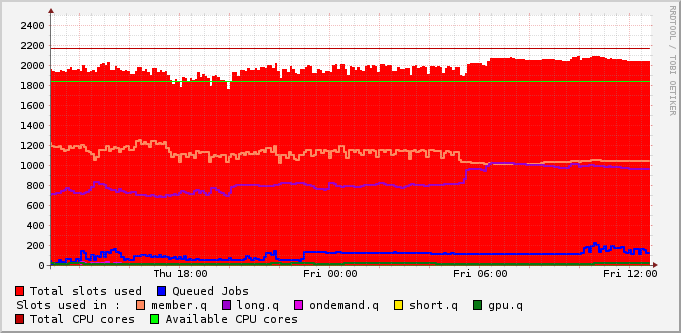 RRDTOOL / TOBI OETIKER
2400
2200
2000
1800
1600
1400
1200
1000
800
600
400
200
0
Thu 18:00 Fri 00:00 Fri 06:00 Fri 12:00
Total slots used Queued Jobs
Slots used in : member.q long.q ondemand.q short.q gpu.q
Total CPU cores Available CPU cores